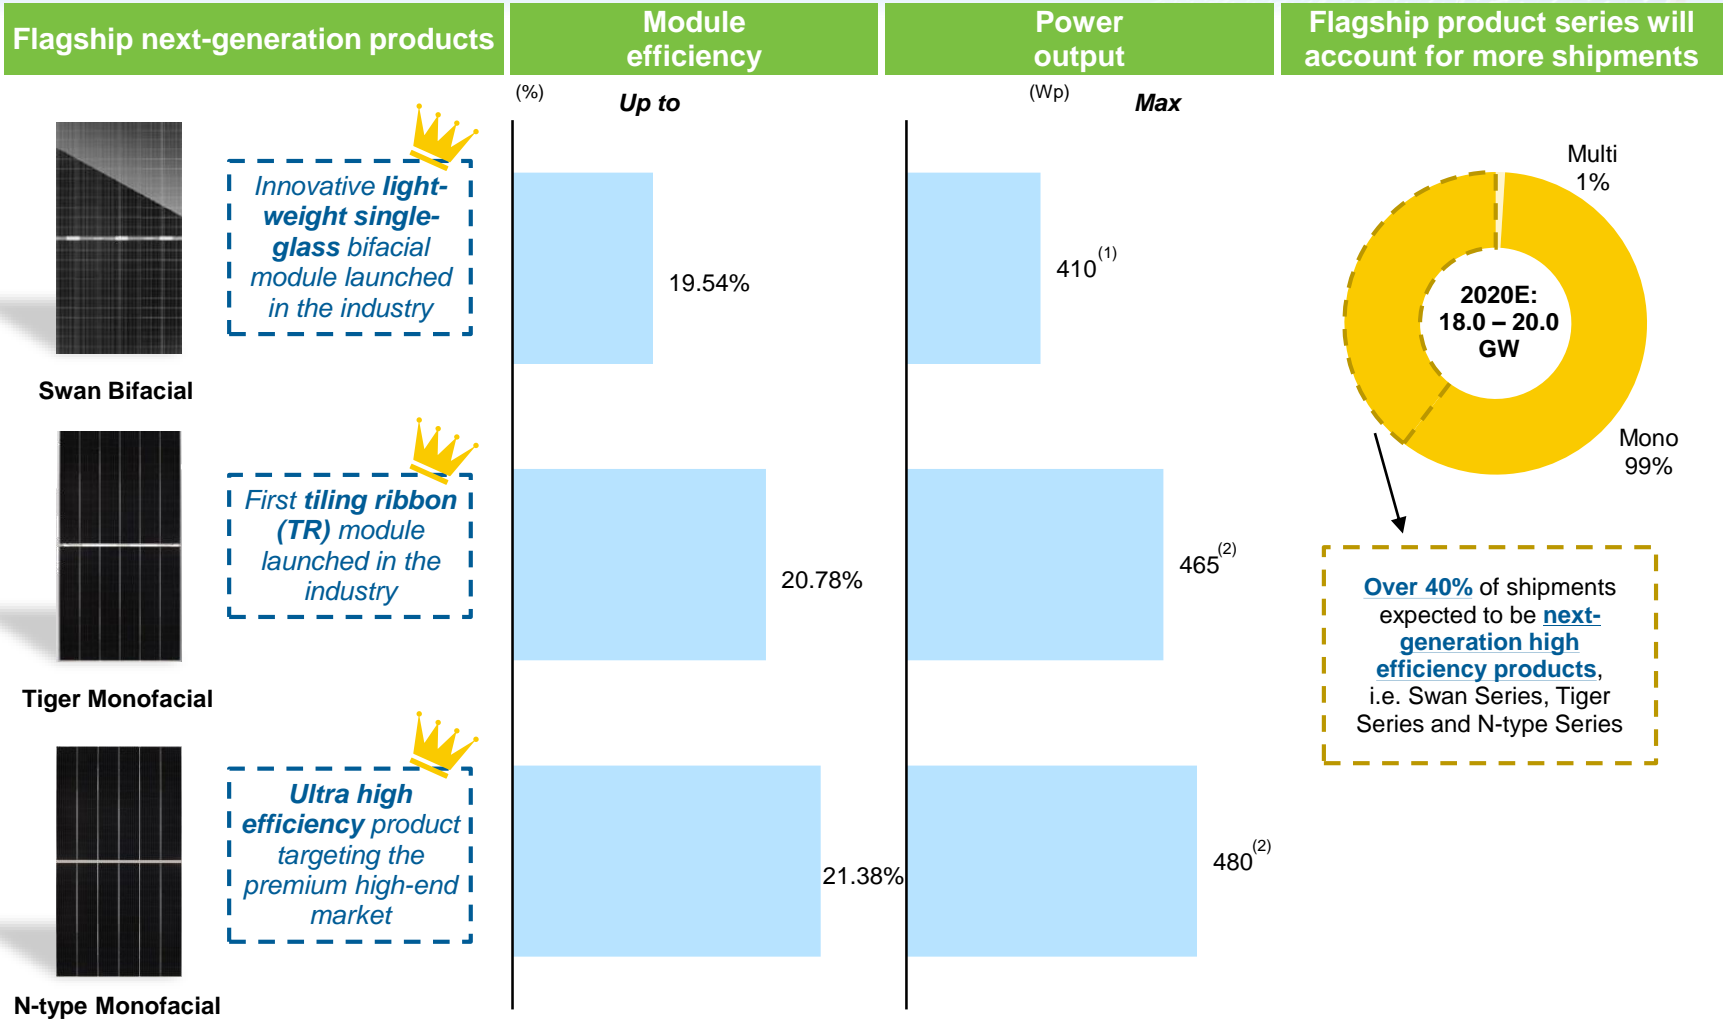 Flagship next-generation products
Module
efficiency
Power
output
Flagship product series will
account for more shipments
(%)
Up to
(Wp)
Max
Innovative light-
weight single-
glass bifacial
module launched
in the industry
19.54%
410(1)
Swan Bifacial
First tiling ribbon
(TR) module
launched in the
industry
20.78%
465(2)
Tiger Monofacial
Ultra high
efficiency product
targeting the
premium high-end
market
21.38%
480(2)
N-type Monofacial
Multi
1%
2020E:
18.0 – 20.0
GW
Mono
99%
Over 40% of shipments
expected to be next-
generation high
efficiency products,
i.e. Swan Series, Tiger
Series and N-type Series